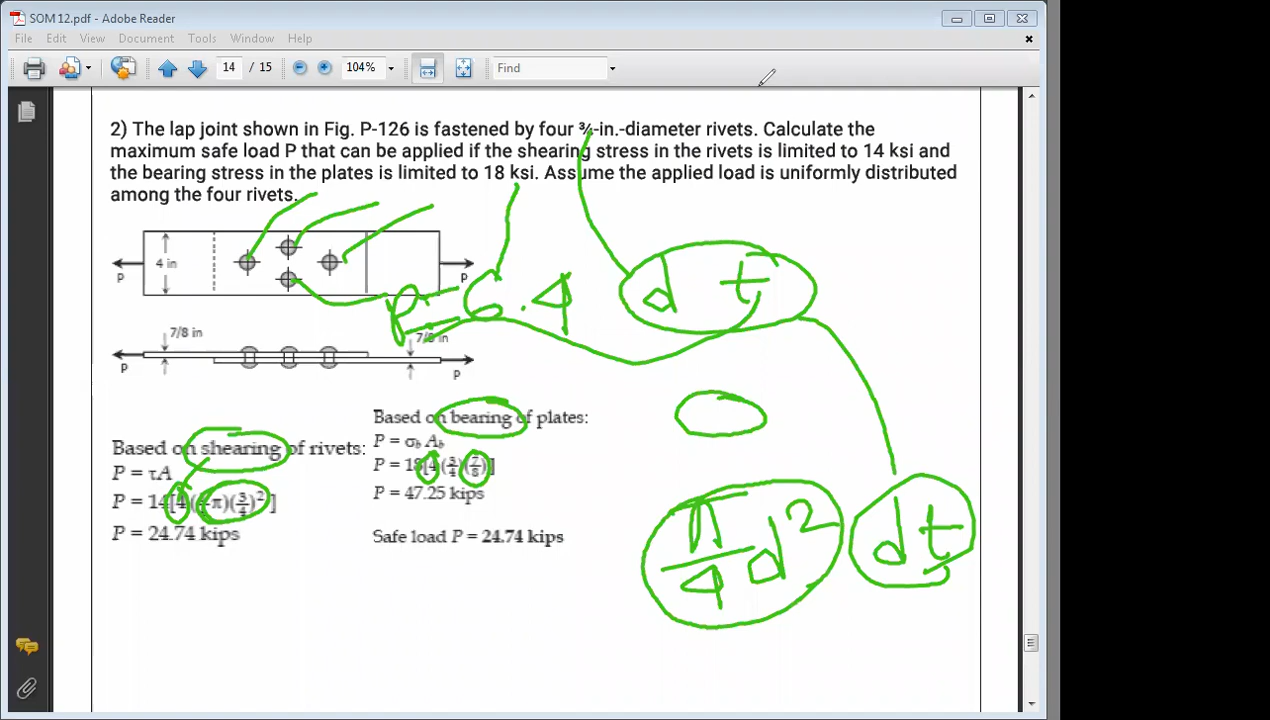 SOM 12.pdf - Adobe Reader
File Edit View Document Tools Window Help
14 / 15 104% Find
2) The lap joint shown in Fig. P-126 is fastened by four ¾-in.-diameter rivets. Calculate the
maximum safe load P that can be applied if the shearing stress in the rivets is limited to 14 ksi and
the bearing stress in the plates is limited to 18 ksi. Assume the applied load is uniformly distributed
among the four rivets.
P 4 in P
P = 6 . 4 d t
7/8 in 7/8 in
P P
Based on bearing of plates:
P = σb Ab
P = 18[4(3/4)(7/8)]
P = 47.25 kips
Safe load P = 24.74 kips
Based on shearing of rivets:
P = τA
P = 14[4(1/4 π)(3/4)²]
P = 24.74 kips
π/4 d² d t